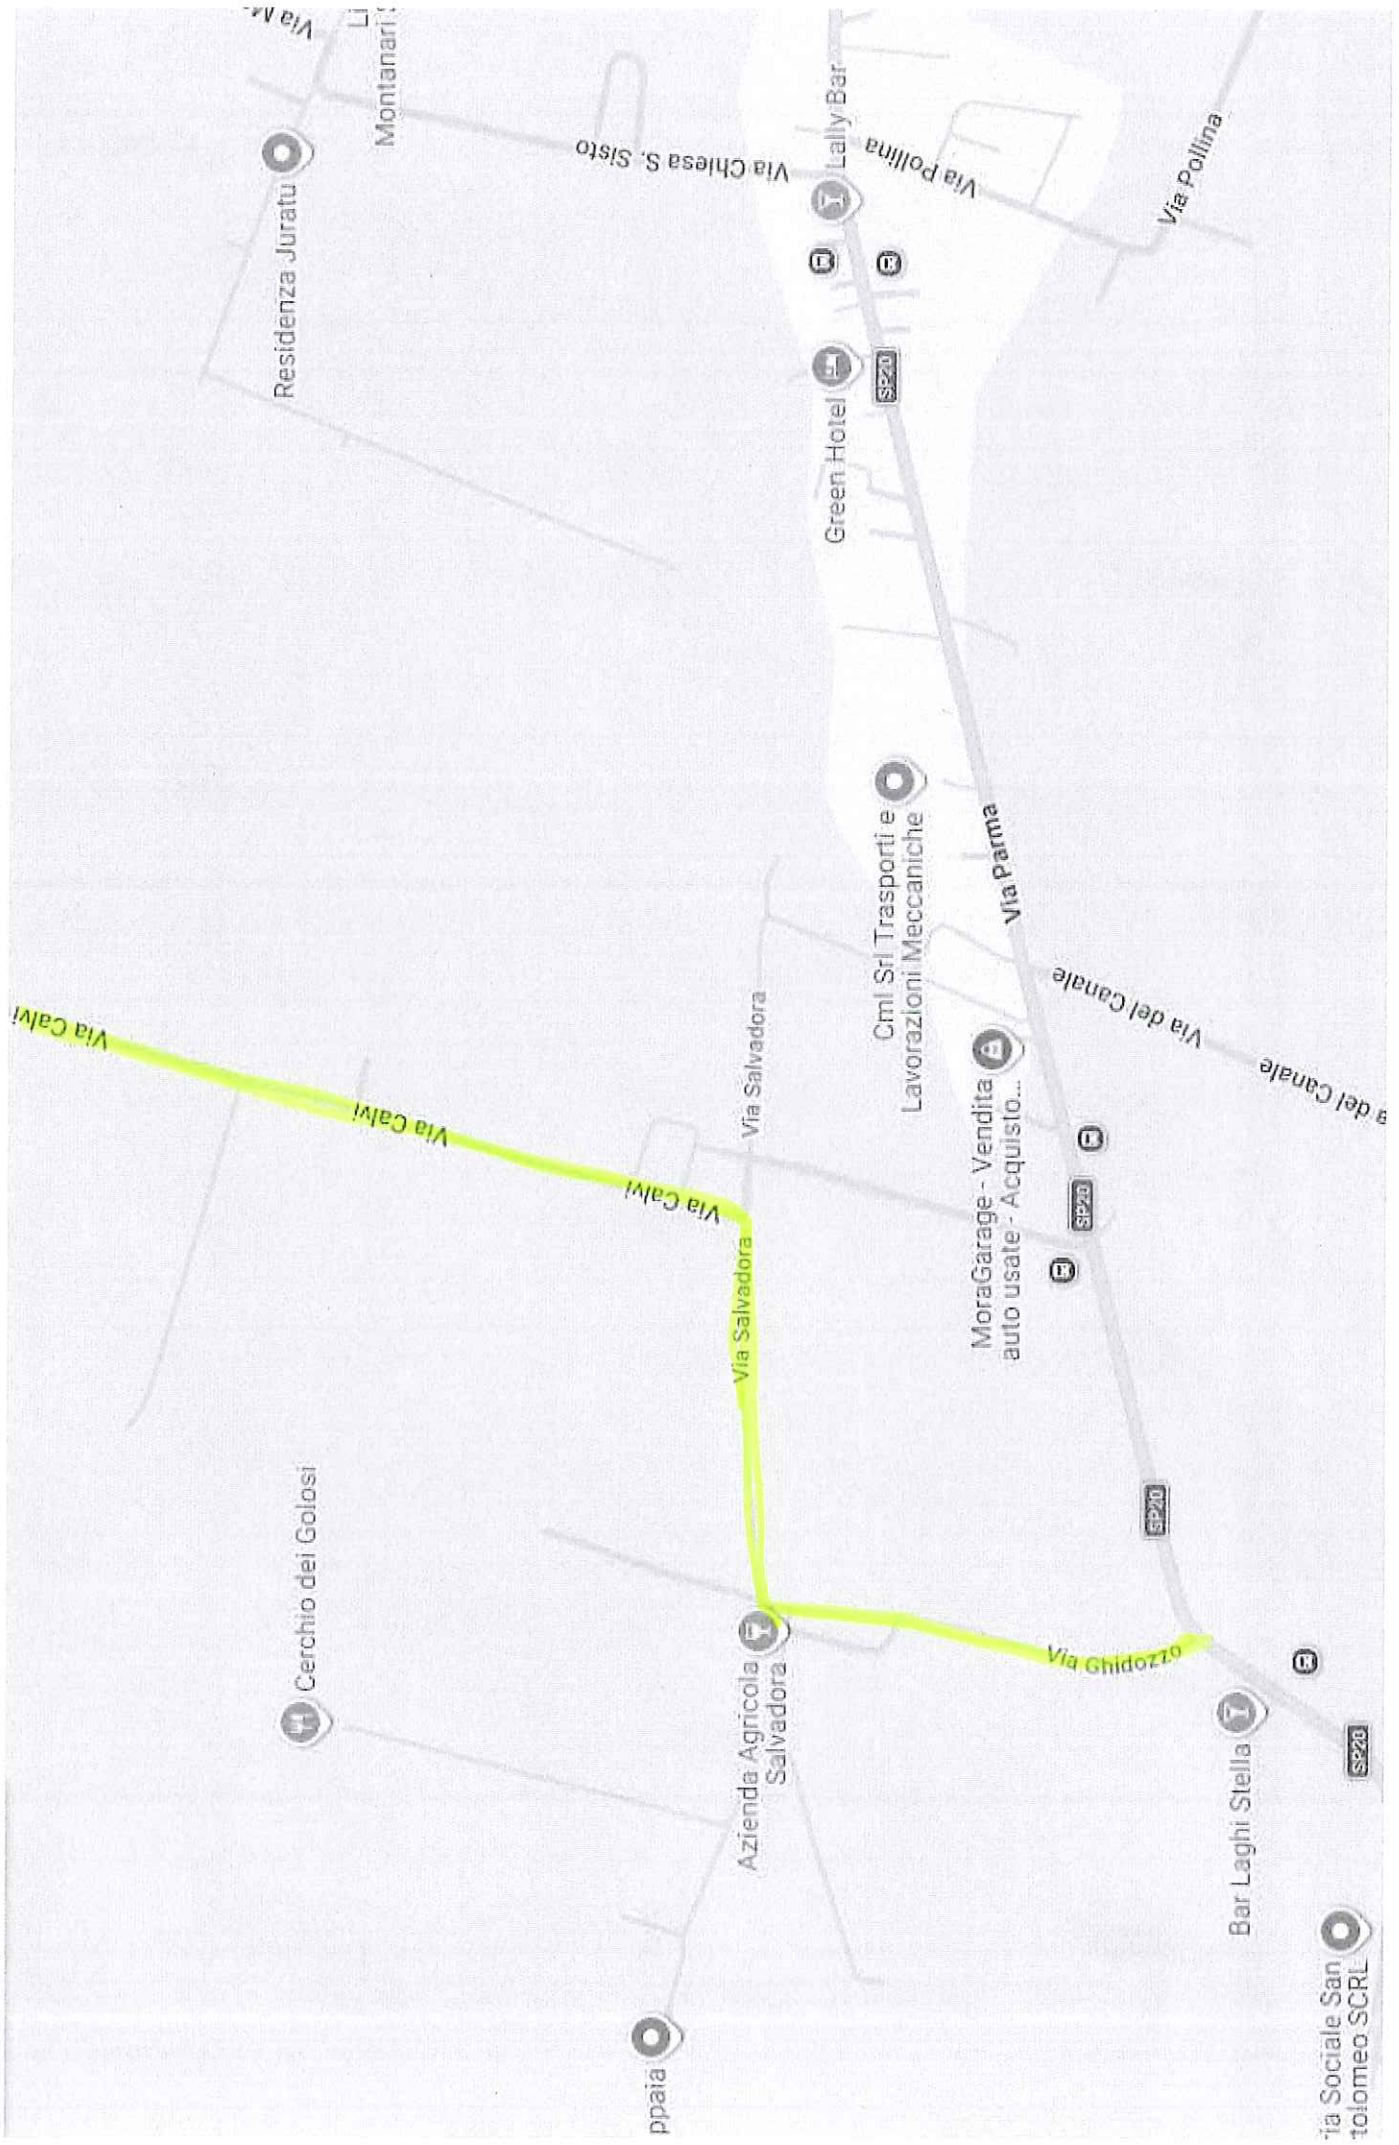 Via Calvi
Via Calvi
Via Calvi
Via Salvadora
Via Salvadora
Cerchio dei Golosi
Azienda Agricola
Salvadora
ppaia
Via Ghidozzo
Bar Laghi Stella
ria Sociale San
tolomeo SCRL
SP20
SP20
SP20
SP20
MoraGarage - Vendita
auto usate - Acquisto...
Cml Srl Trasporti e
Lavorazioni Meccaniche
Via Parma
Via del Canale
a del Canale
Green Hotel
Lally Bar
Via Pollina
Via Pollina
Via Chiesa S. Sisto
Residenza Juratu
Montanari
Li
Via M